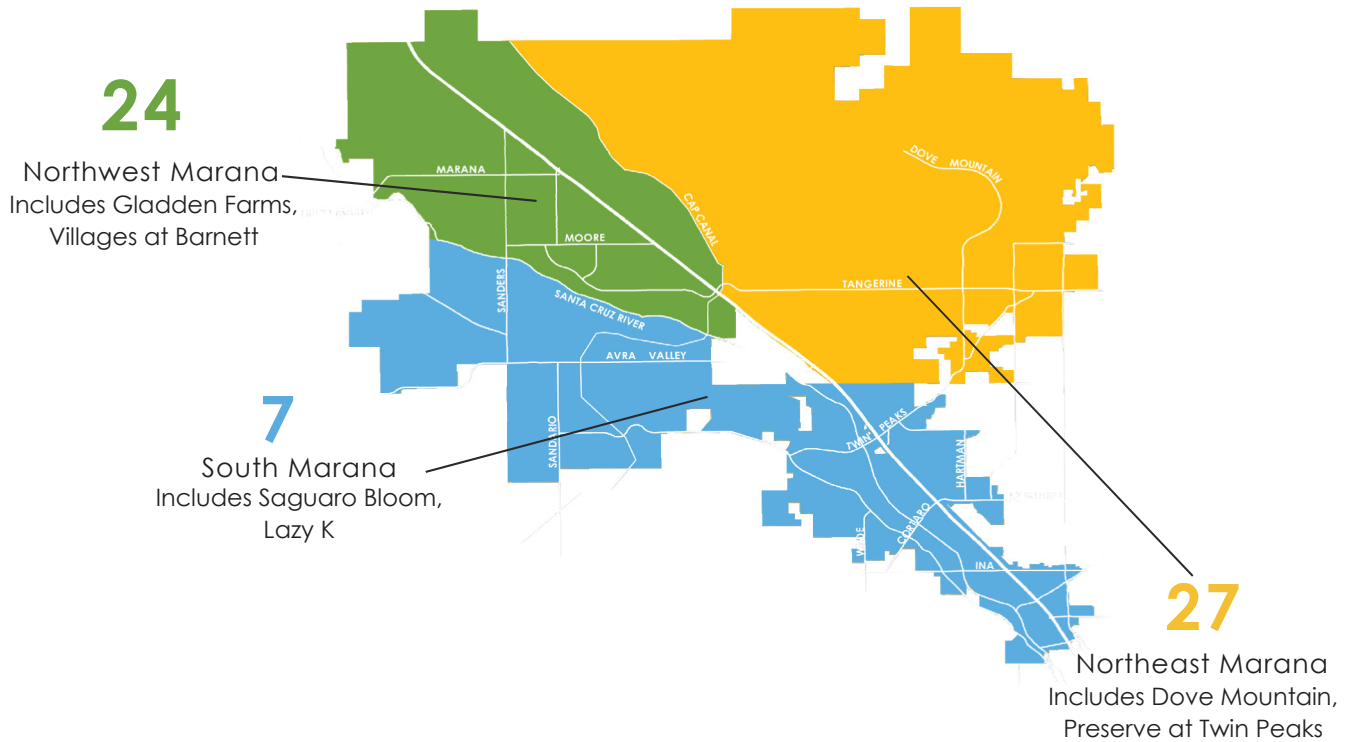 24
Northwest Marana
Includes Gladden Farms,
Villages at Barnett
7
South Marana
Includes Saguaro Bloom,
Lazy K
27
Northeast Marana
Includes Dove Mountain,
Preserve at Twin Peaks
MARANA
MOORE
SANDERS
SANTA CRUZ RIVER
CAP CANAL
DOVE MOUNTAIN
TANGERINE
AVRA VALLEY
SANDARIO
TWIN PEAKS
HARTMAN
CORTARO
WADE
INA